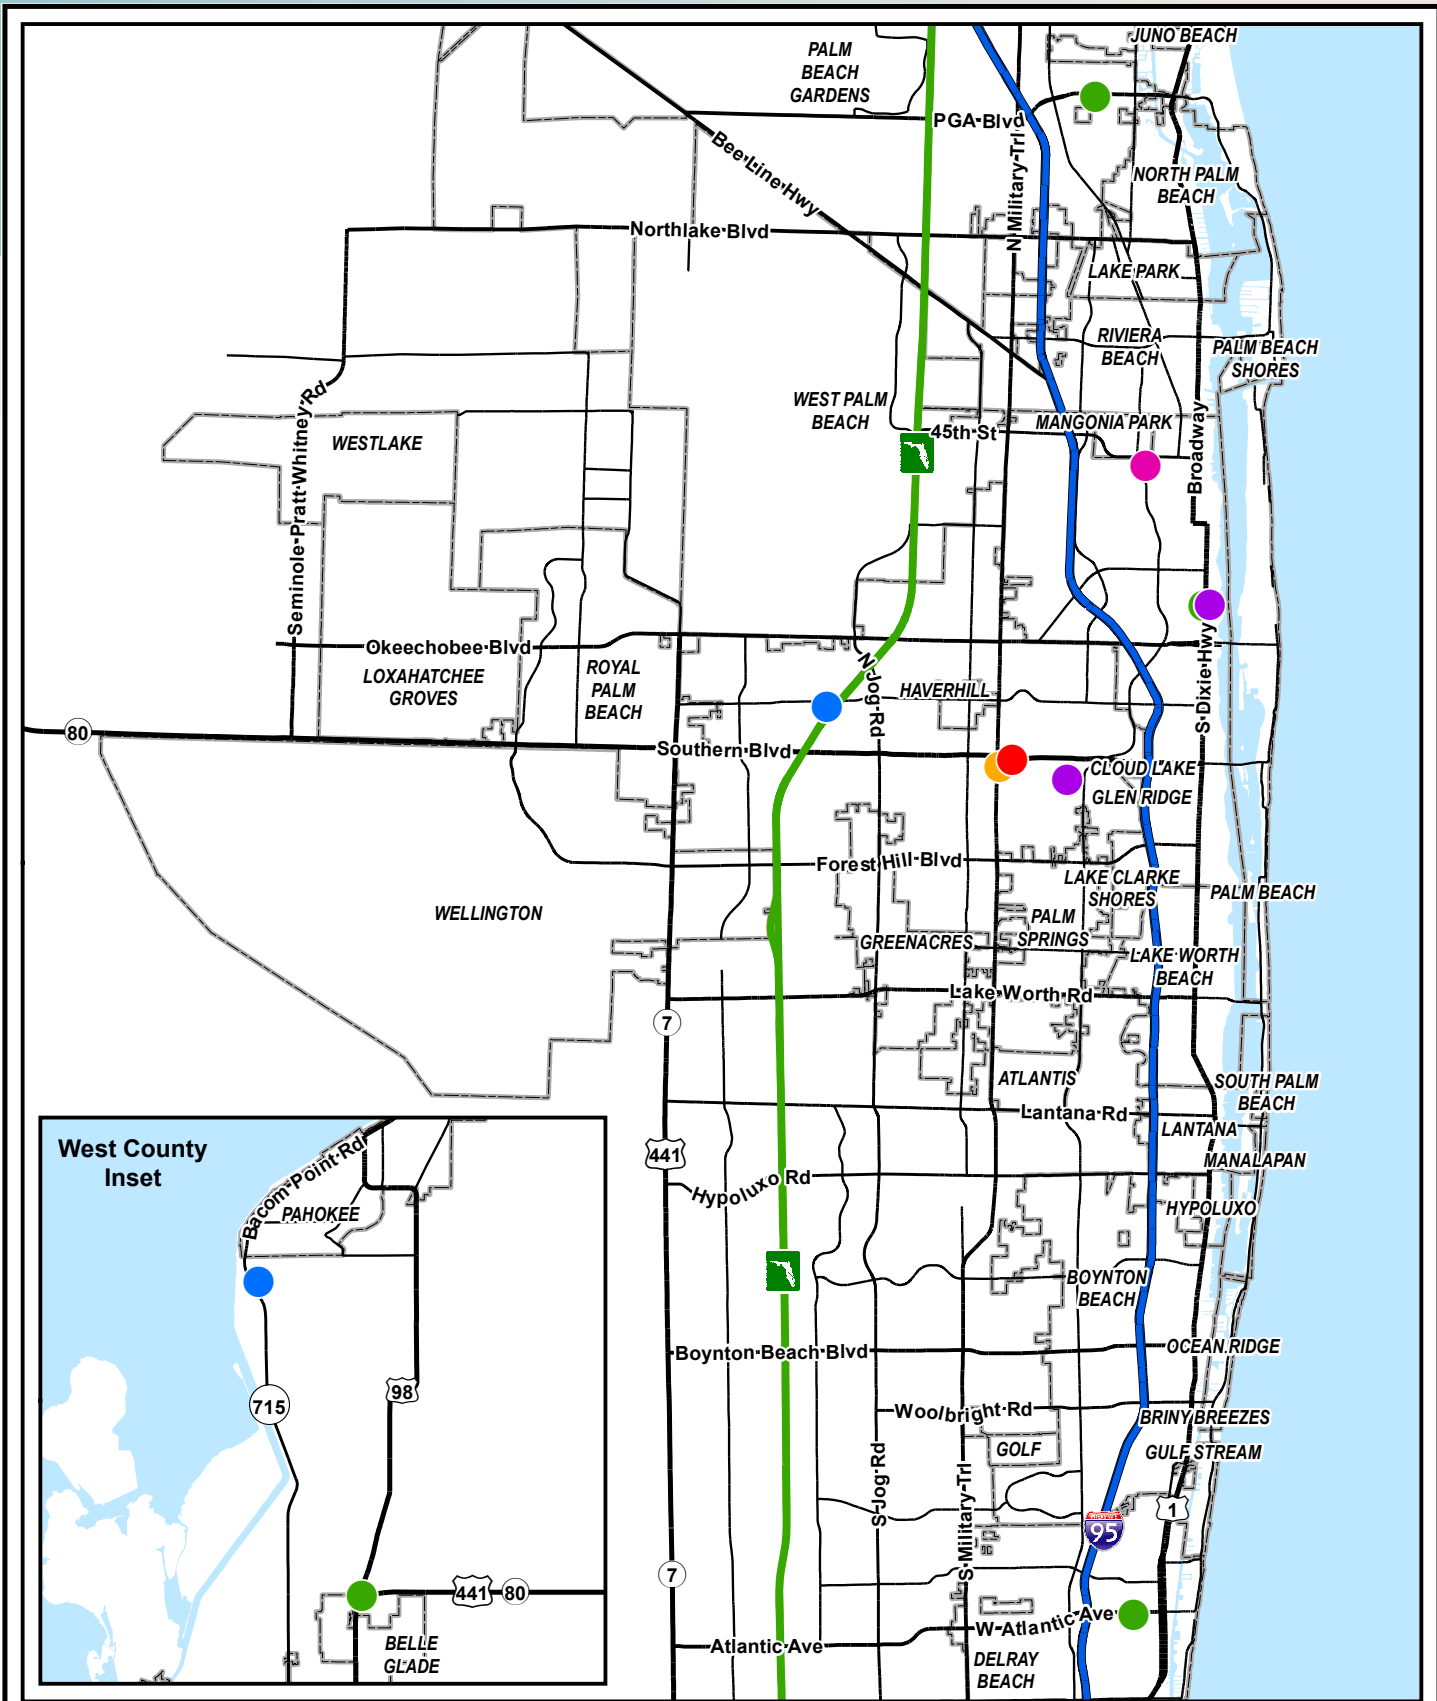 JUNO BEACH
PALM
BEACH
GARDENS
PGA Blvd
Bee Line Hwy
N Military Trl
NORTH PALM
BEACH
Northlake Blvd
LAKE PARK
RIVIERA
BEACH
PALM BEACH
SHORES
Seminole Pratt Whitney Rd
WEST PALM
BEACH
MANGONIA PARK
45th St
WESTLAKE
Broadway
Okeechobee Blvd
LOXAHATCHEE
GROVES
ROYAL
PALM
BEACH
N Jog Rd
HAVERHILL
S Dixie Hwy
80
Southern Blvd
CLOUD LAKE
GLEN RIDGE
Forest Hill Blvd
LAKE CLARKE
SHORES
PALM BEACH
WELLINGTON
PALM
SPRINGS
GREENACRES
LAKE WORTH
BEACH
Lake Worth Rd
7
ATLANTIS
SOUTH PALM
BEACH
Lantana Rd
LANTANA
441
MANALAPAN
Hypoluxo Rd
HYPOLUXO
BOYNTON
BEACH
Boynton Beach Blvd
OCEAN RIDGE
Woolbright Rd
BRINY BREEZES
GOLF
GULF STREAM
S Jog Rd
S Military Trl
1
95
7
W Atlantic Ave
Atlantic Ave
DELRAY
BEACH
West County
Inset
Bacom Point Rd
PAHOKEE
98
715
441
80
BELLE
GLADE